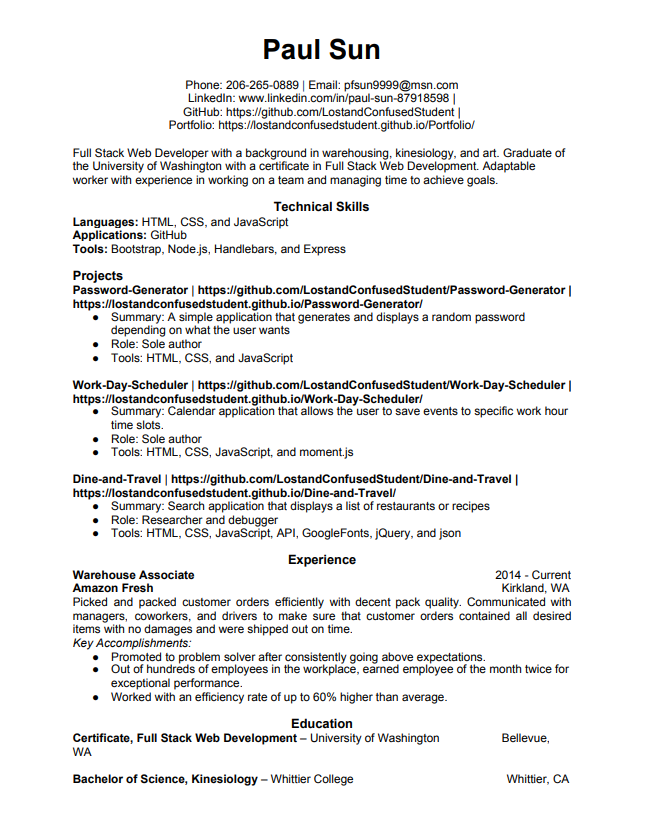 Paul Sun
Phone: 206-265-0889 | Email: pfsun9999@msn.com
LinkedIn: www.linkedin.com/in/paul-sun-87918598 |
GitHub: https://github.com/LostandConfusedStudent |
Portfolio: https://lostandconfusedstudent.github.io/Portfolio/
Full Stack Web Developer with a background in warehousing, kinesiology, and art. Graduate of
the University of Washington with a certificate in Full Stack Web Development. Adaptable
worker with experience in working on a team and managing time to achieve goals.
Technical Skills
Languages: HTML, CSS, and JavaScript
Applications: GitHub
Tools: Bootstrap, Node.js, Handlebars, and Express
Projects
Password-Generator | https://github.com/LostandConfusedStudent/Password-Generator |
https://lostandconfusedstudent.github.io/Password-Generator/
● Summary: A simple application that generates and displays a random password
depending on what the user wants
● Role: Sole author
● Tools: HTML, CSS, and JavaScript
Work-Day-Scheduler | https://github.com/LostandConfusedStudent/Work-Day-Scheduler |
https://lostandconfusedstudent.github.io/Work-Day-Scheduler/
● Summary: Calendar application that allows the user to save events to specific work hour
time slots.
● Role: Sole author
● Tools: HTML, CSS, JavaScript, and moment.js
Dine-and-Travel | https://github.com/LostandConfusedStudent/Dine-and-Travel |
https://lostandconfusedstudent.github.io/Dine-and-Travel/
● Summary: Search application that displays a list of restaurants or recipes
● Role: Researcher and debugger
● Tools: HTML, CSS, JavaScript, API, GoogleFonts, jQuery, and json
Experience
Warehouse Associate 2014 - Current
Amazon Fresh Kirkland, WA
Picked and packed customer orders efficiently with decent pack quality. Communicated with
managers, coworkers, and drivers to make sure that customer orders contained all desired
items with no damages and were shipped out on time.
Key Accomplishments:
● Promoted to problem solver after consistently going above expectations.
● Out of hundreds of employees in the workplace, earned employee of the month twice for
exceptional performance.
● Worked with an efficiency rate of up to 60% higher than average.
Education
Certificate, Full Stack Web Development – University of Washington Bellevue,
WA
Bachelor of Science, Kinesiology – Whittier College Whittier, CA